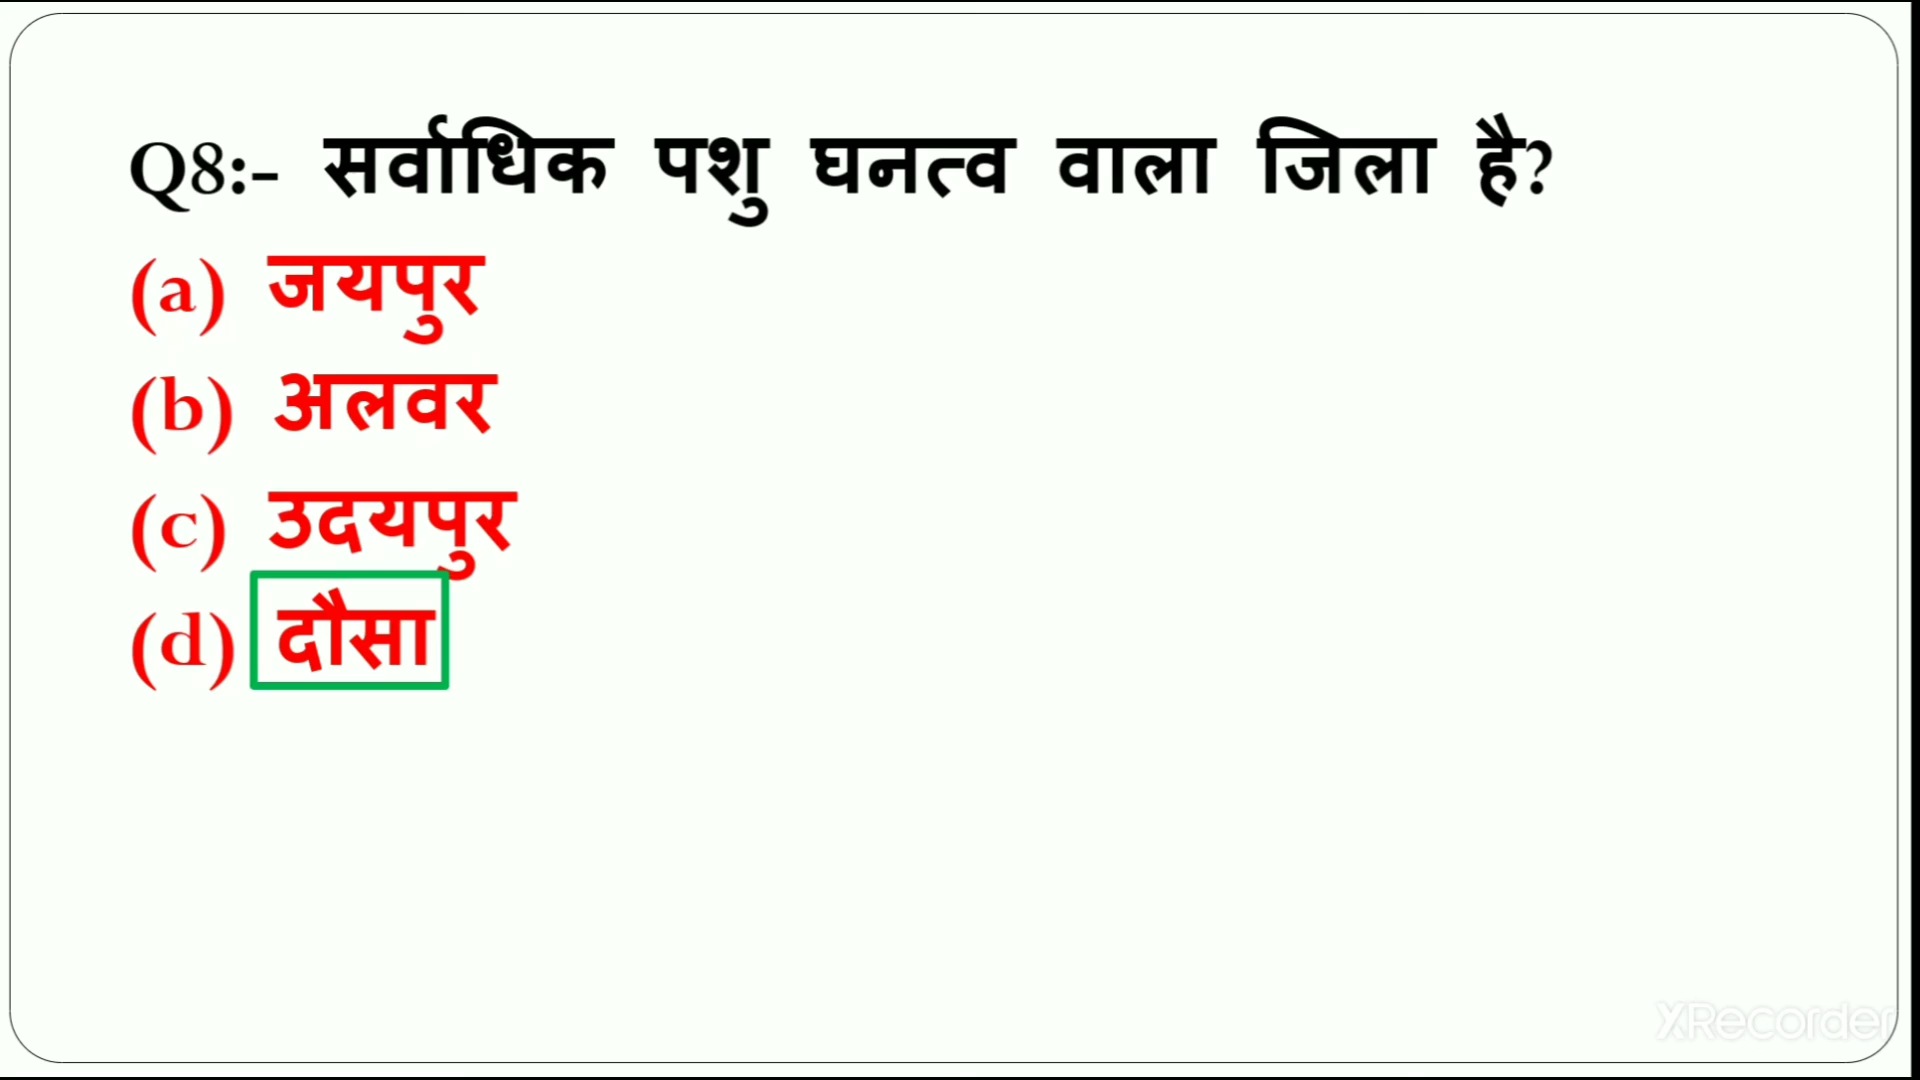 Q8:- सर्वाधिक पशु घनत्व वाला जिला है?
(a) जयपुर
(b) अलवर
(c) उदयपुर
(d) दौसा
XRecorder